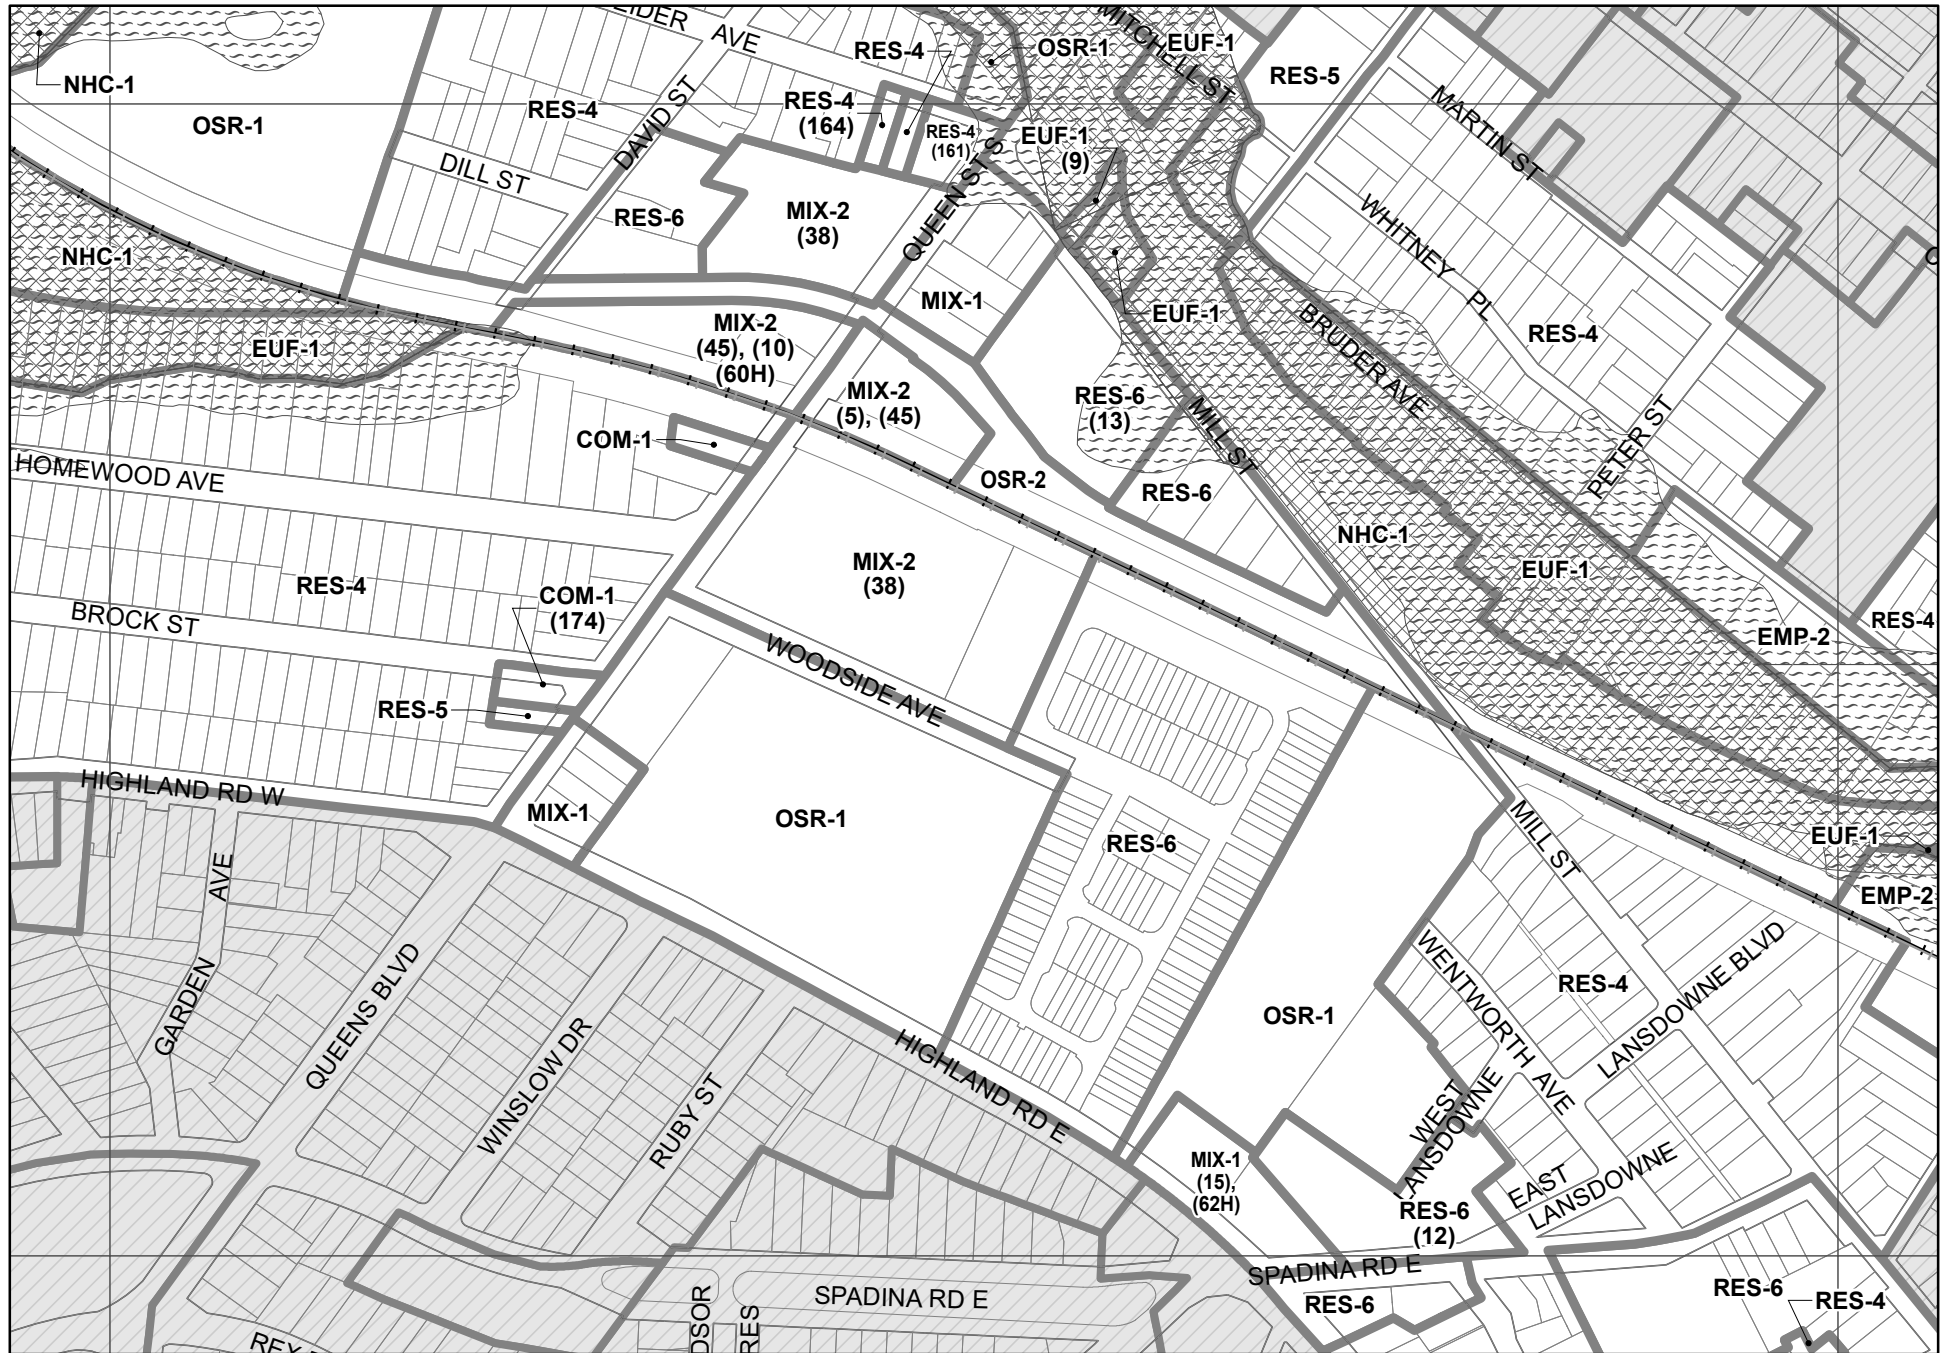 EIDER AVE
MITCHELL ST
RES-4
OSR-1
EUF-1
RES-5
NHC-1
OSR-1
RES-4
DAVID ST
RES-4
(164)
RES-4
(161)
EUF-1
(9)
MARTIN ST
DILL ST
QUEEN ST S
RES-6
MIX-2
(38)
WHITNEY PL
NHC-1
MIX-1
EUF-1
BRUDER AVE
RES-4
MIX-2
(45), (10)
(60H)
EUF-1
MIX-2
(5), (45)
RES-6
(13)
MILL ST
PETER ST
COM-1
HOMEWOOD AVE
OSR-2
RES-6
NHC-1
MIX-2
(38)
EUF-1
RES-4
COM-1
(174)
BROCK ST
RES-4
EMP-2
WOODSIDE AVE
RES-5
HIGHLAND RD W
MIX-1
OSR-1
RES-6
MILL ST
EUF-1
EMP-2
GARDEN AVE
QUEENS BLVD
WENTWORTH AVE
RES-4
LANSDOWNE BLVD
OSR-1
WINSLOW DR
HIGHLAND RD E
RUBY ST
WEST
LANSDOWNE
MIX-1
(15),
(62H)
EAST
LANSDOWNE
RES-6
(12)
SPADINA RD E
SPADINA RD E
RES-6
RES-6
RES-4
DSOR
RES
REX